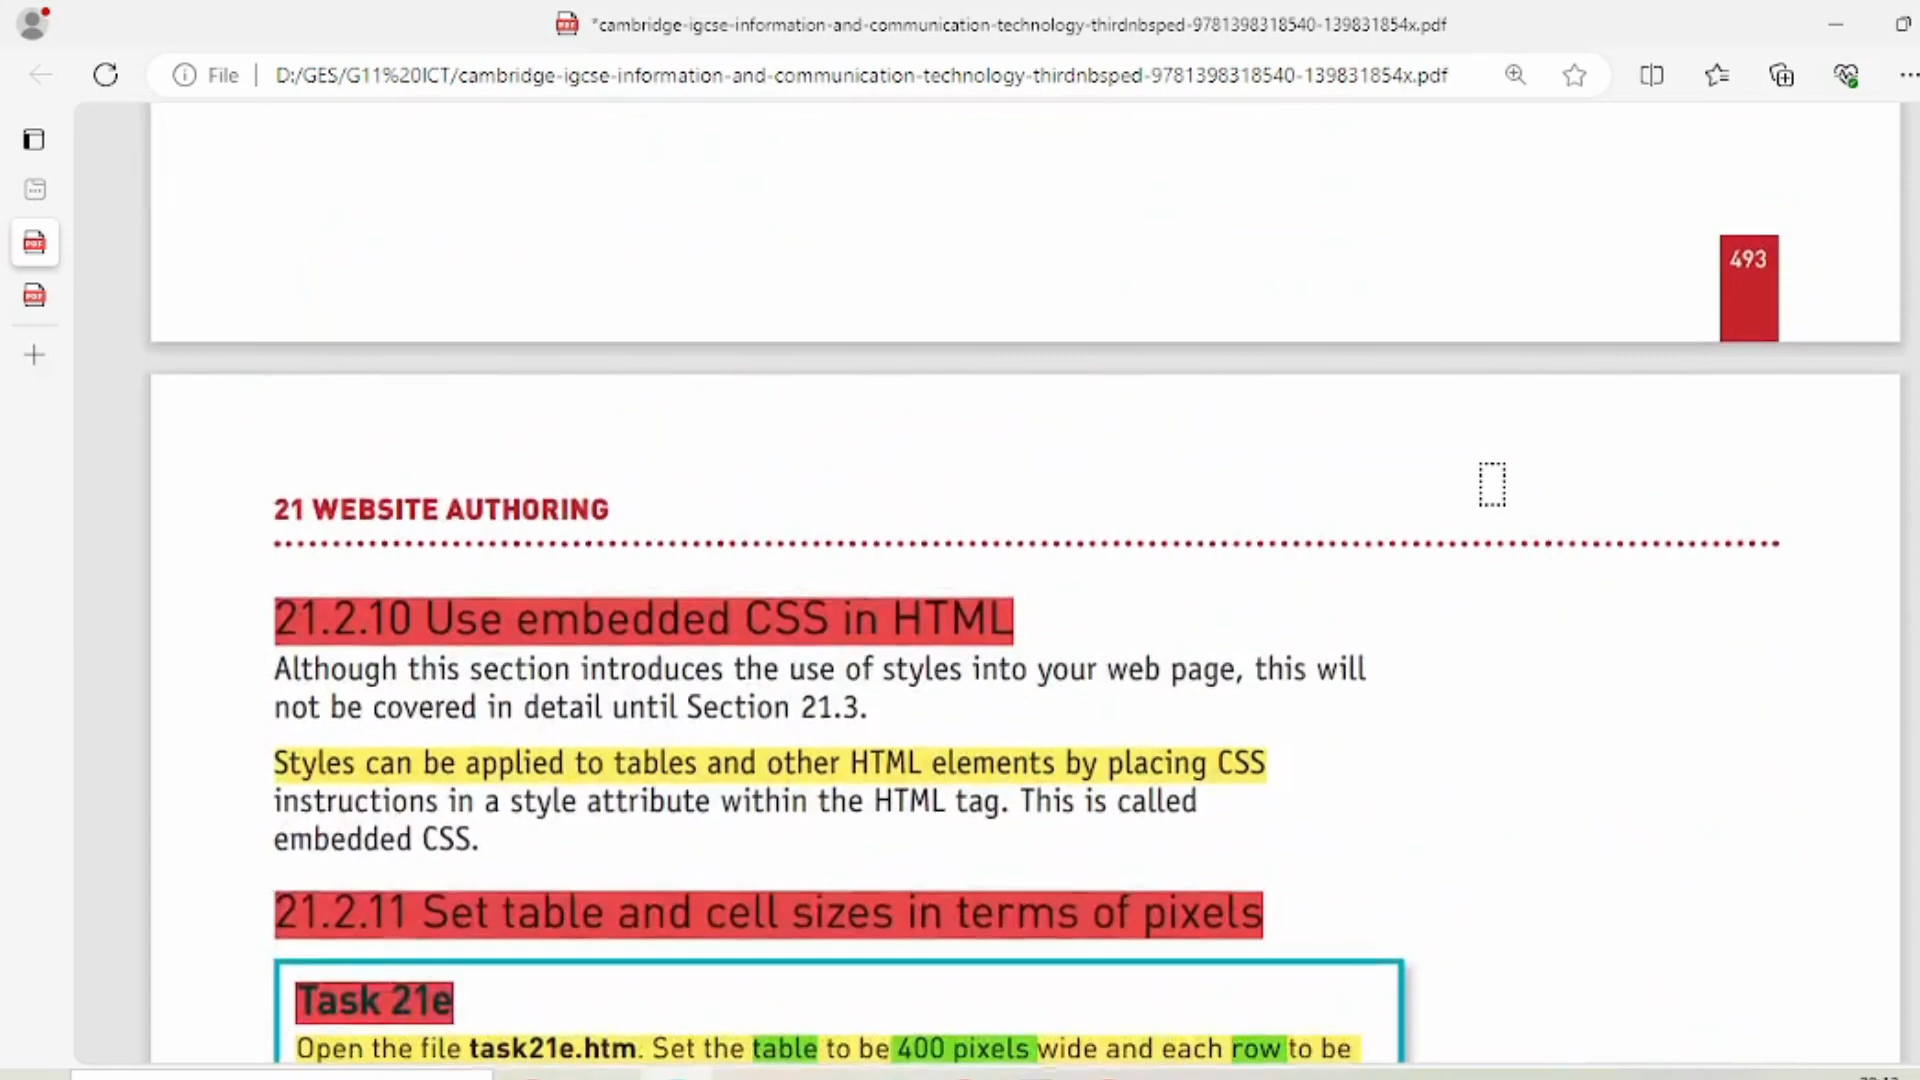 *cambridge-igcse-information-and-communication-technology-thirdnbsped-9781398318540-139831854x.pdf
File
D:/GES/G11%20ICT/cambridge-igcse-information-and-communication-technology-thirdnbsped-9781398318540-139831854x.pdf
PDF
PDF
493
21 WEBSITE AUTHORING
21.2.10 Use embedded CSS in HTML
Although this section introduces the use of styles into your web page, this will
not be covered in detail until Section 21.3.
Styles can be applied to tables and other HTML elements by placing CSS
instructions in a style attribute within the HTML tag. This is called
embedded CSS.
21.2.11 Set table and cell sizes in terms of pixels
Task 21e
Open the file task21e.htm. Set the table to be 400 pixels wide and each row to be